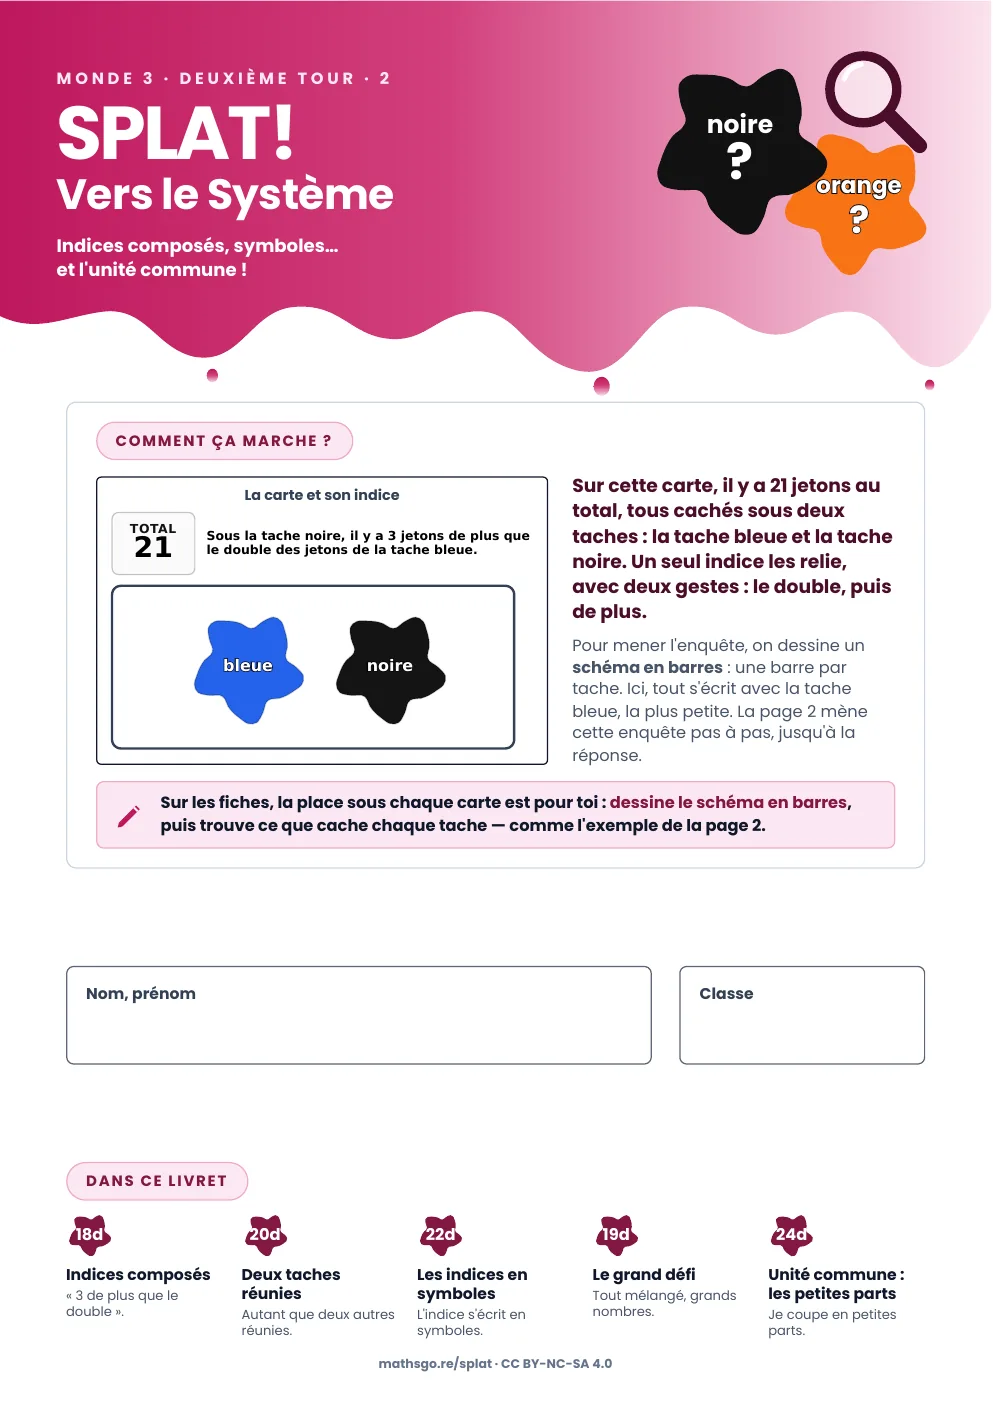 MONDE 3 · DEUXIÈME TOUR · 2
SPLAT!
Vers le Système
Indices composés, symboles…
et l'unité commune !
noire
?
orange
?
COMMENT ÇA MARCHE ?
La carte et son indice
TOTAL
21
Sous la tache noire, il y a 3 jetons de plus que
le double des jetons de la tache bleue.
bleue
noire
Sur cette carte, il y a 21 jetons au
total, tous cachés sous deux
taches : la tache bleue et la tache
noire. Un seul indice les relie,
avec deux gestes : le double, puis
de plus.
Pour mener l'enquête, on dessine un
schéma en barres : une barre par
tache. Ici, tout s'écrit avec la tache
bleue, la plus petite. La page 2 mène
cette enquête pas à pas, jusqu'à la
réponse.
Sur les fiches, la place sous chaque carte est pour toi : dessine le schéma en barres,
puis trouve ce que cache chaque tache — comme l'exemple de la page 2.
Nom, prénom
Classe
DANS CE LIVRET
18d
Indices composés
« 3 de plus que le
double ».
20d
Deux taches
réunies
Autant que deux autres
réunies.
22d
Les indices en
symboles
L'indice s'écrit en
symboles.
19d
Le grand défi
Tout mélangé, grands
nombres.
24d
Unité commune :
les petites parts
Je coupe en petites
parts.
mathsgo.re/splat · CC BY-NC-SA 4.0